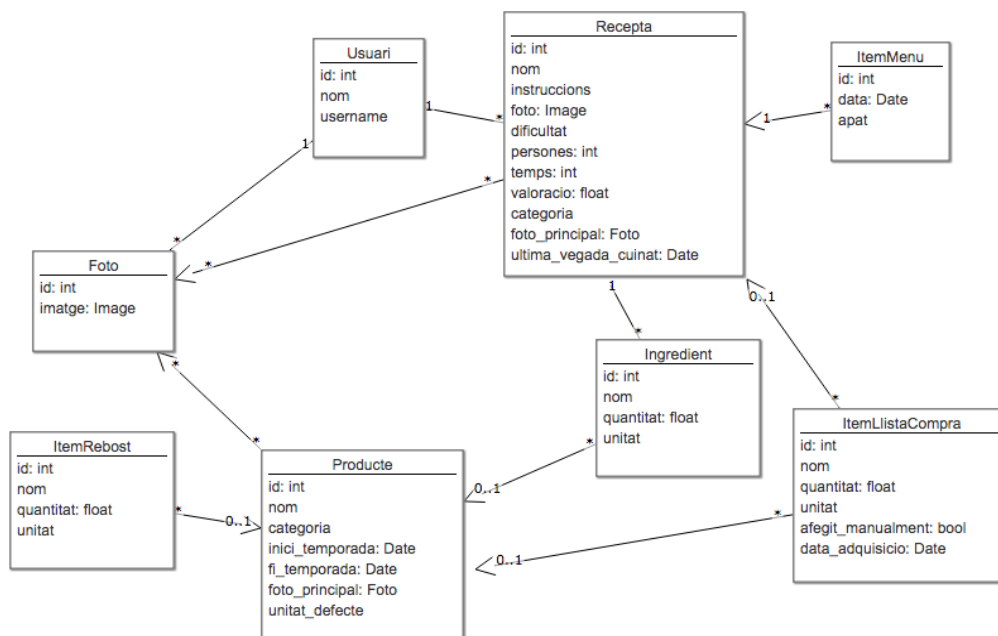 Recepta
id: int
nom
instruccions
foto: Image
dificultat
persones: int
temps: int
valoracio: float
categoria
foto_principal: Foto
ultima_vegada_cuinat: Date
Usuari
id: int
nom
username
ItemMenu
id: int
data: Date
apat
1
*
1
*
1
*
*
*
Foto
id: int
imatge: Image
1
*
0..1
*
Ingredient
id: int
nom
quantitat: float
unitat
*
*
ItemLlistaCompra
id: int
nom
quantitat: float
unitat
afegit_manualment: bool
data_adquisicio: Date
ItemRebost
id: int
nom
quantitat: float
unitat
Producte
id: int
nom
categoria
inici_temporada: Date
fi_temporada: Date
foto_principal: Foto
unitat_defecte
*
0..1
*
0..1
*
0..1